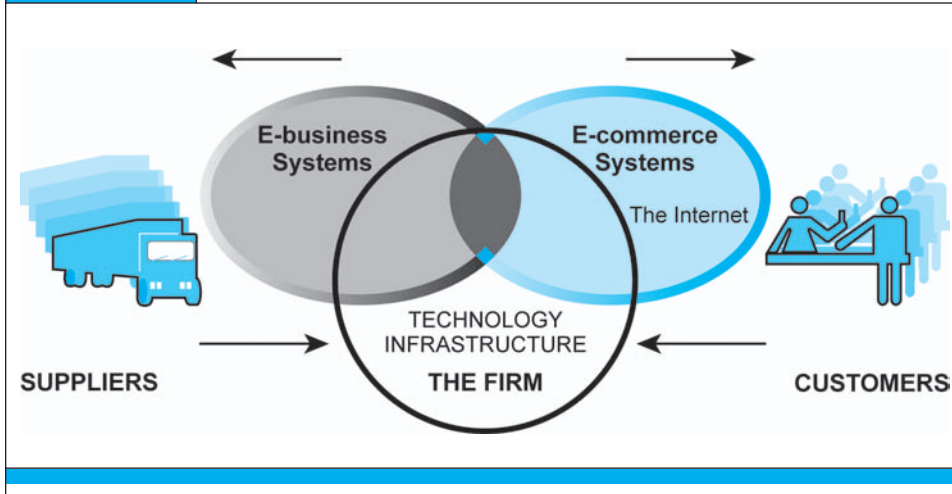 E-business
Systems
E-commerce
Systems
The Internet
TECHNOLOGY
INFRASTRUCTURE
THE FIRM
SUPPLIERS
CUSTOMERS